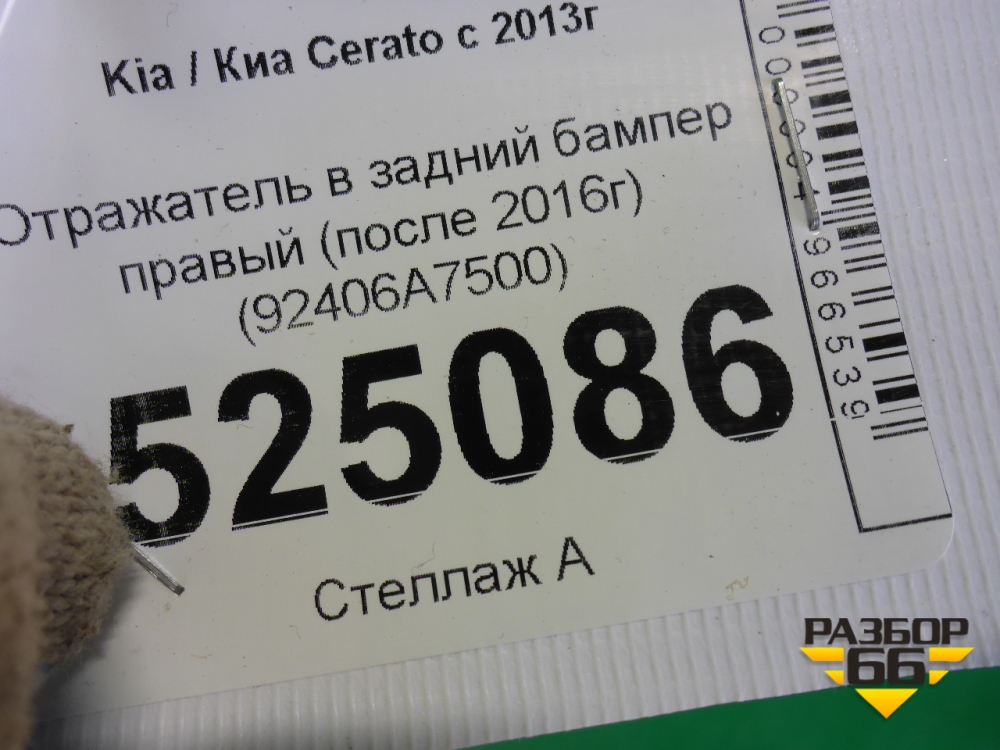 Kia / Киа Cerato с 2013г
Отражатель в задний бампер
правый (после 2016г)
(92406A7500)
525086
Стеллаж А
РАЗБОР
66